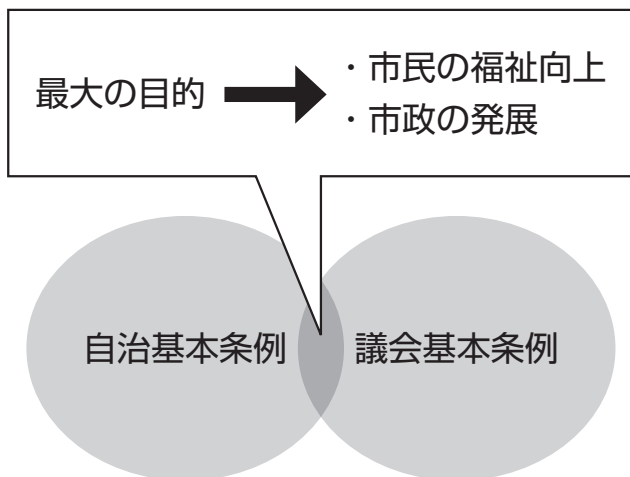 最大の目的
・市民の福祉向上
・市政の発展
自治基本条例
議会基本条例